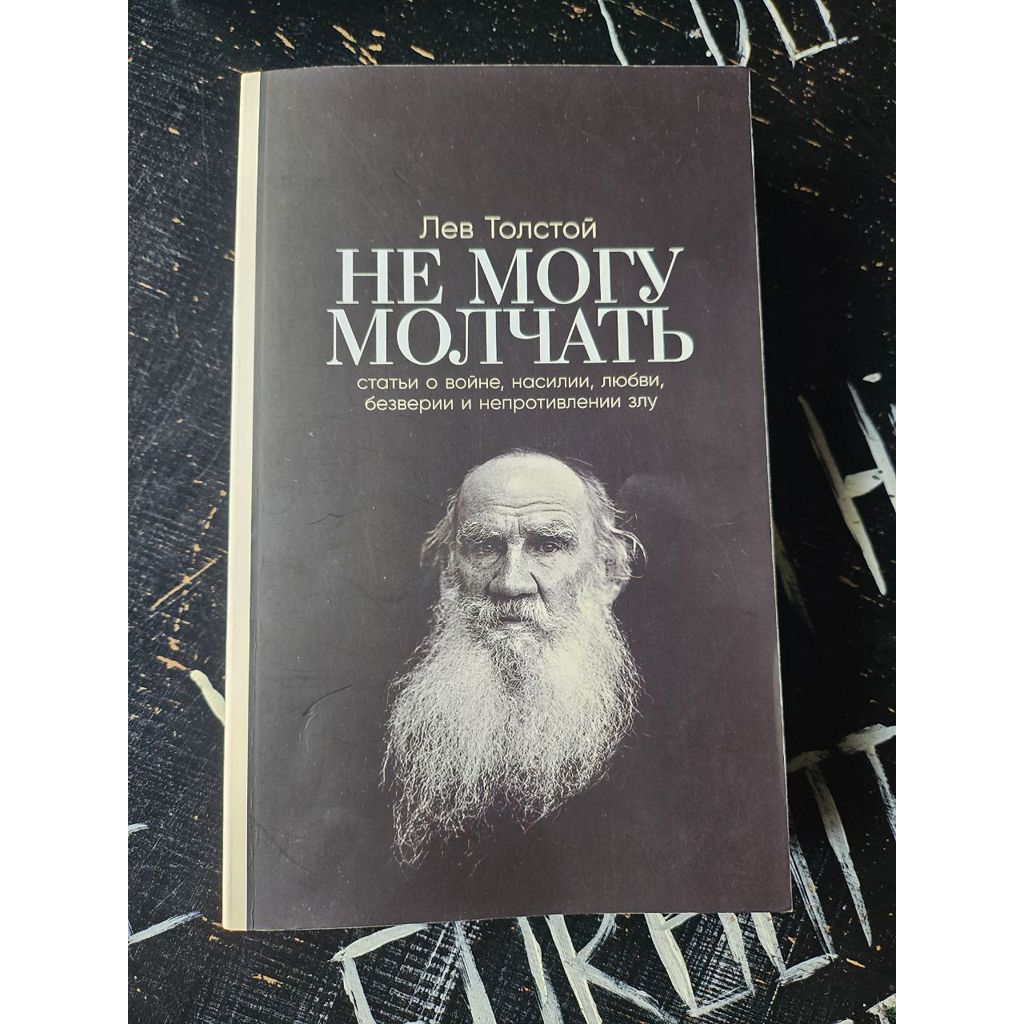 Лев Толстой
НЕ МОГУ
МОЛЧАТЬ
статьи о войне, насилии, любви,
безверии и непротивлении злу